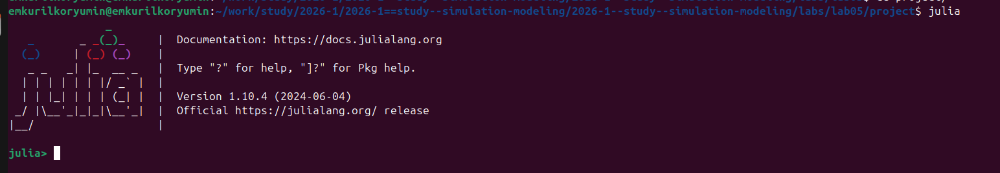 emkurilkoryumin@emkurilkoryumin:~/work/study/2026-1/2026-1==study--simulation-modeling/2026-1--study--simulation-modeling/labs/lab05/project$ julia
               _
   _       _ _(_)_     |  Documentation: https://docs.julialang.org
  (_)     | (_) (_)    |
   _ _   _| |_  __ _   |  Type "?" for help, "]?" for Pkg help.
  | | | | | | |/ _` |  |
  | | |_| | | | (_| |  |  Version 1.10.4 (2024-06-04)
 _/ |\__'_|_|_|\__'_|  |  Official https://julialang.org/ release
|__/                   |
julia>